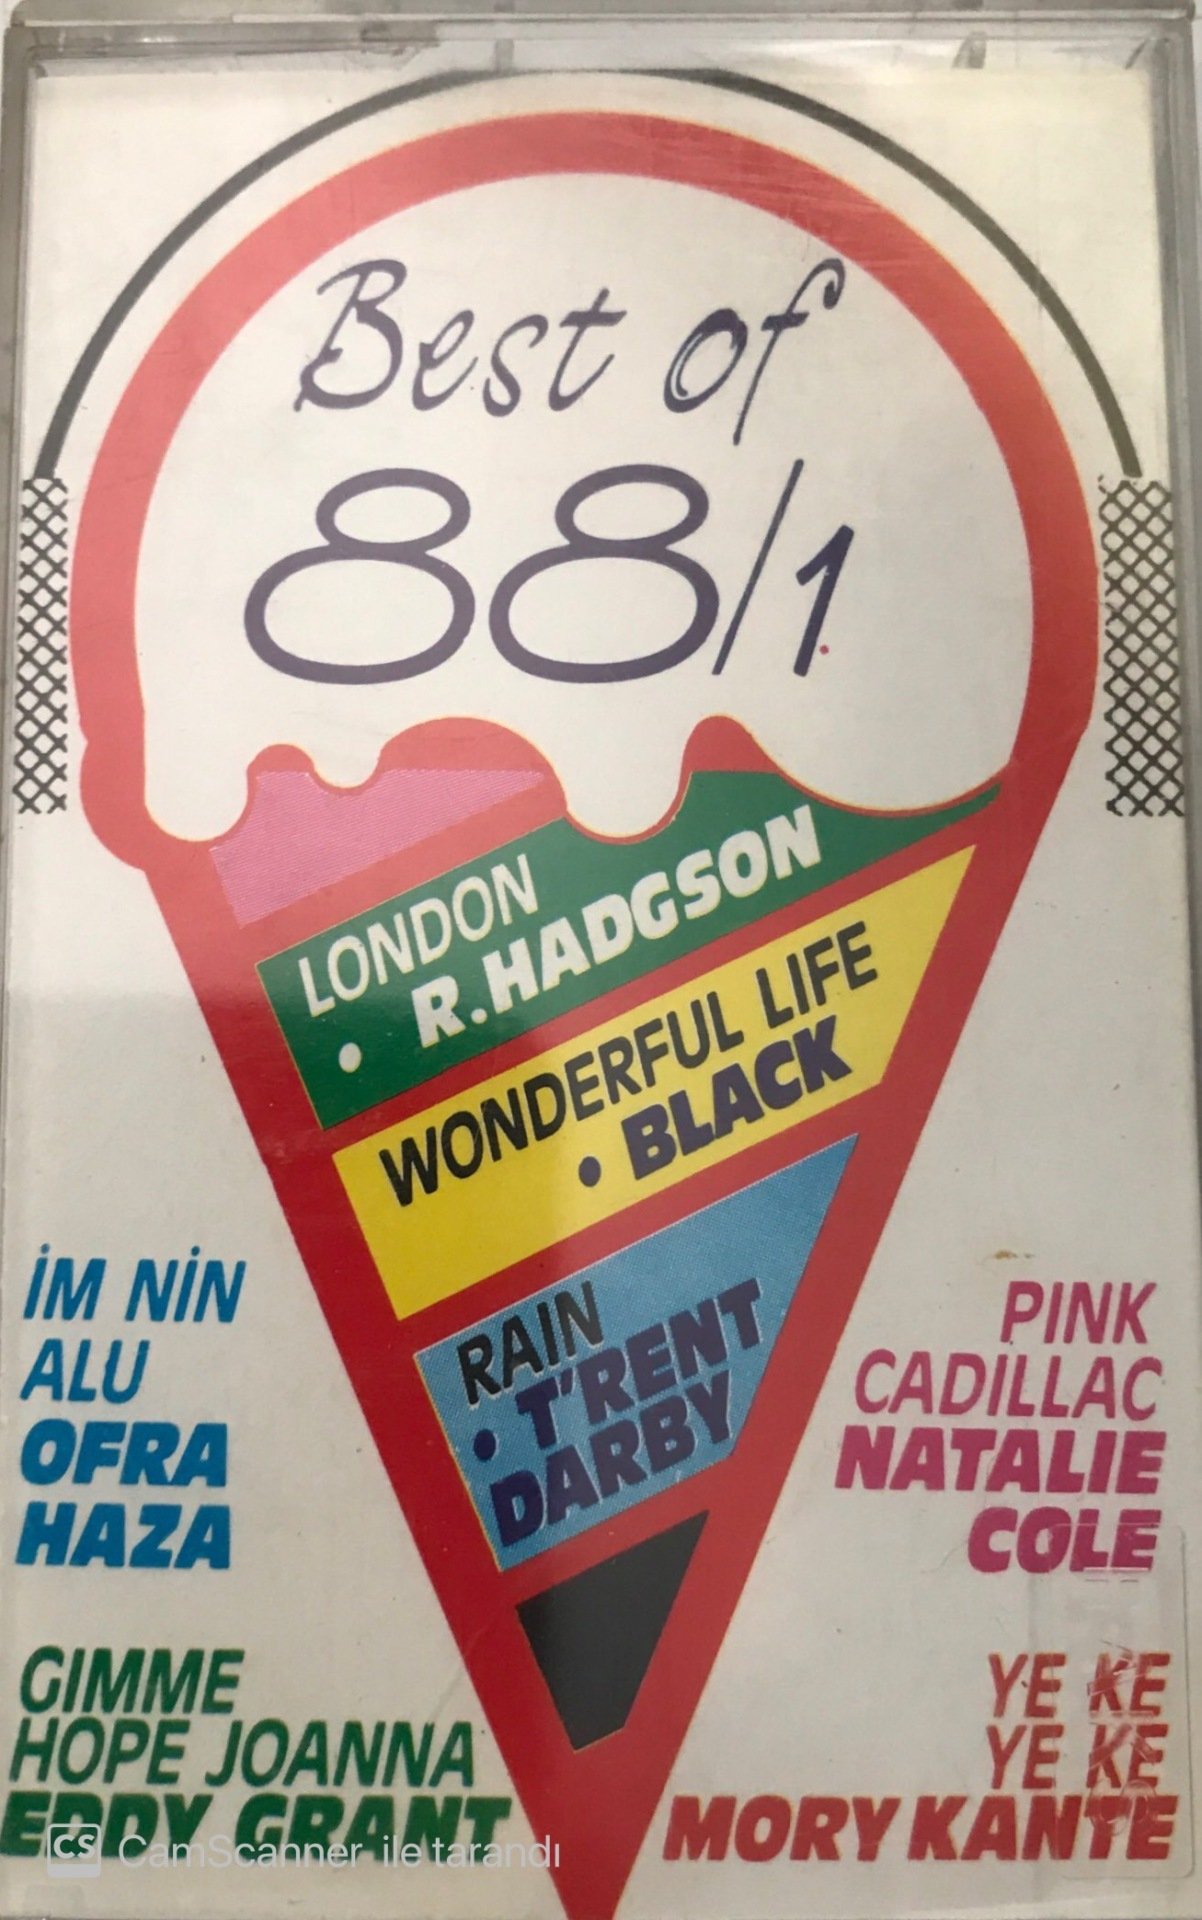 Best of
88/1
LONDON
• R.HADGSON
WONDERFUL LIFE
• BLACK
RAIN
• T'RENT
DARBY
İM NİN
ALU
OFRA
HAZA
GIMME
HOPE JOANNA
EDDY GRANT
PINK
CADILLAC
NATALIE
COLE
YE KE
YE KE
MORY KANTE
CS CamScanner ile tarandı